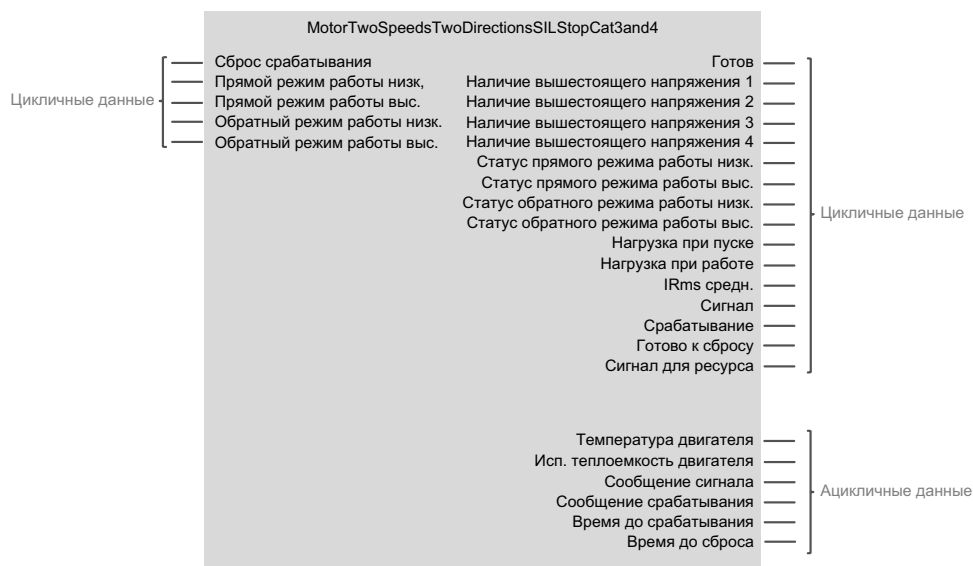 MotorTwoSpeedsTwoDirectionsSILStopCat3and4
Цикличные данные
Сброс срабатывания
Прямой режим работы низк,
Прямой режим работы выс.
Обратный режим работы низк.
Обратный режим работы выс.
Готов
Наличие вышестоящего напряжения 1
Наличие вышестоящего напряжения 2
Наличие вышестоящего напряжения 3
Наличие вышестоящего напряжения 4
Статус прямого режима работы низк.
Статус прямого режима работы выс.
Статус обратного режима работы низк.
Статус обратного режима работы выс.
Нагрузка при пуске
Нагрузка при работе
IRms средн.
Сигнал
Срабатывание
Готово к сбросу
Сигнал для ресурса
Цикличные данные
Температура двигателя
Исп. теплоемкость двигателя
Сообщение сигнала
Сообщение срабатывания
Время до срабатывания
Время до сброса
Ацикличные данные